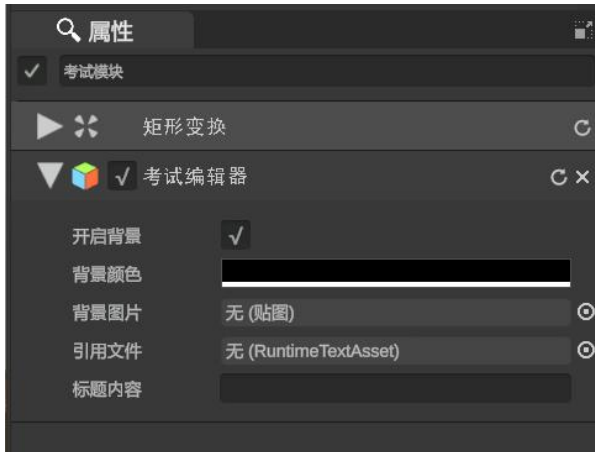 属性
考试模块
矩形变换
考试编辑器
开启背景
背景颜色
背景图片 无 (贴图)
引用文件 无 (RuntimeTextAsset)
标题内容